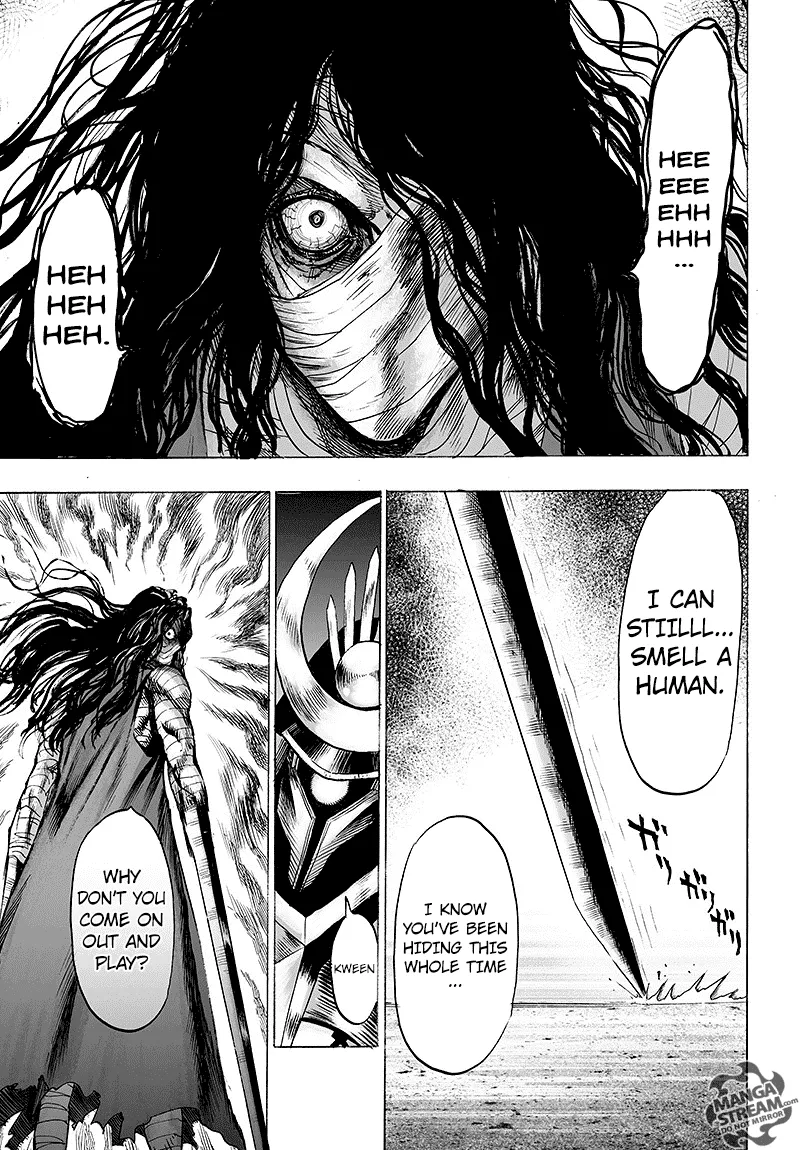 HEE
EEE
EHH
HHH
...
HEH
HEH
HEH.
I CAN
STIILLL...
SMELL A
HUMAN.
ガリ
ガリ
ガリ
I KNOW
YOU'VE BEEN
HIDING THIS
WHOLE TIME
...
KWEEN
WHY
DON'T YOU
COME ON
OUT AND
PLAY?
MANGA
STREAM.com
DO NOT MIRROR!